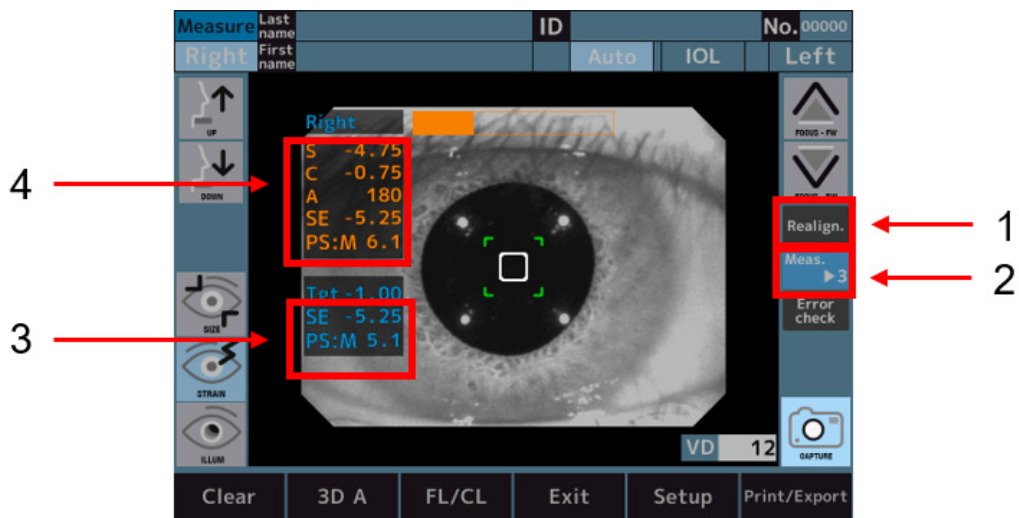 Measure Last name ID No. 00000
Right First name Auto IOL Left
UP
DOWN
SIZE
STRAIN
ILLUM
4
3
Right
S -4.75
C -0.75
A 180
SE -5.25
PS:M 6.1
Tgt -1.00
SE -5.25
PS:M 5.1
FOCUS - FW
Realign.
Meas.
▶3
Error
check
1
2
CAPTURE
VD 12
Clear 3D A FL/CL Exit Setup Print/Export